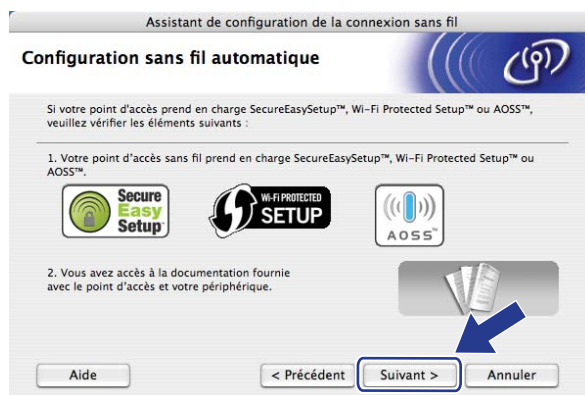 Assistant de configuration de la connexion sans fil
Configuration sans fil automatique
Si votre point d'accès prend en charge SecureEasySetup™, Wi-Fi Protected Setup™ ou AOSS™,
veuillez vérifier les éléments suivants :
1. Votre point d'accès sans fil prend en charge SecureEasySetup™, Wi-Fi Protected Setup™ ou
AOSS™.
Secure
Easy
Setup
WI-FI PROTECTED
SETUP
AOSS™
2. Vous avez accès à la documentation fournie
avec le point d'accès et votre périphérique.
Aide
< Précédent
Suivant >
Annuler